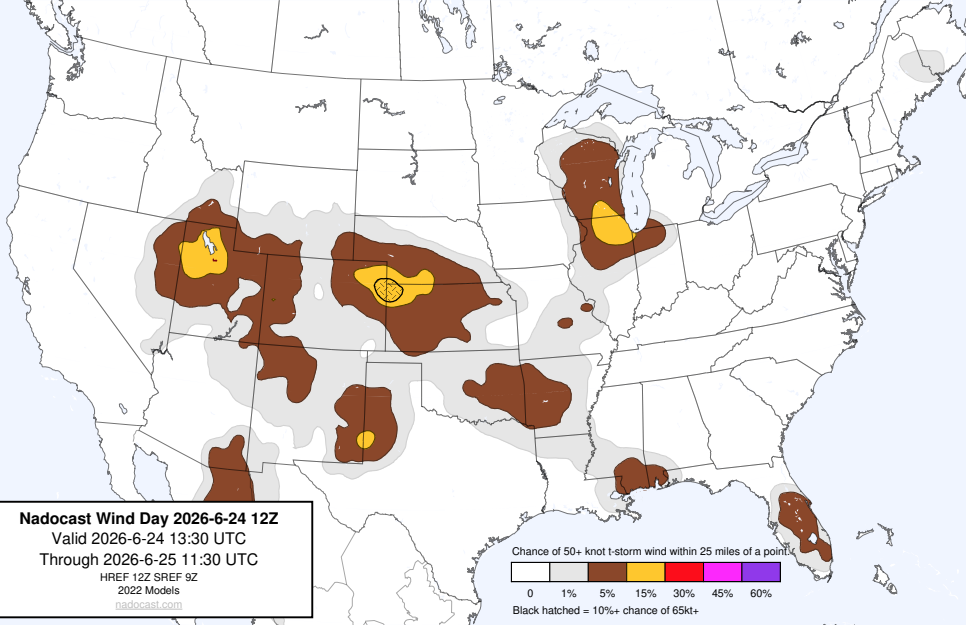 Nadocast Wind Day 2026-6-24 12Z
Valid 2026-6-24 13:30 UTC
Through 2026-6-25 11:30 UTC
HREF 12Z SREF 9Z
2022 Models
nadocast.com
Chance of 50+ knot t-storm wind within 25 miles of a point.
0 1% 5% 15% 30% 45% 60%
Black hatched = 10%+ chance of 65kt+